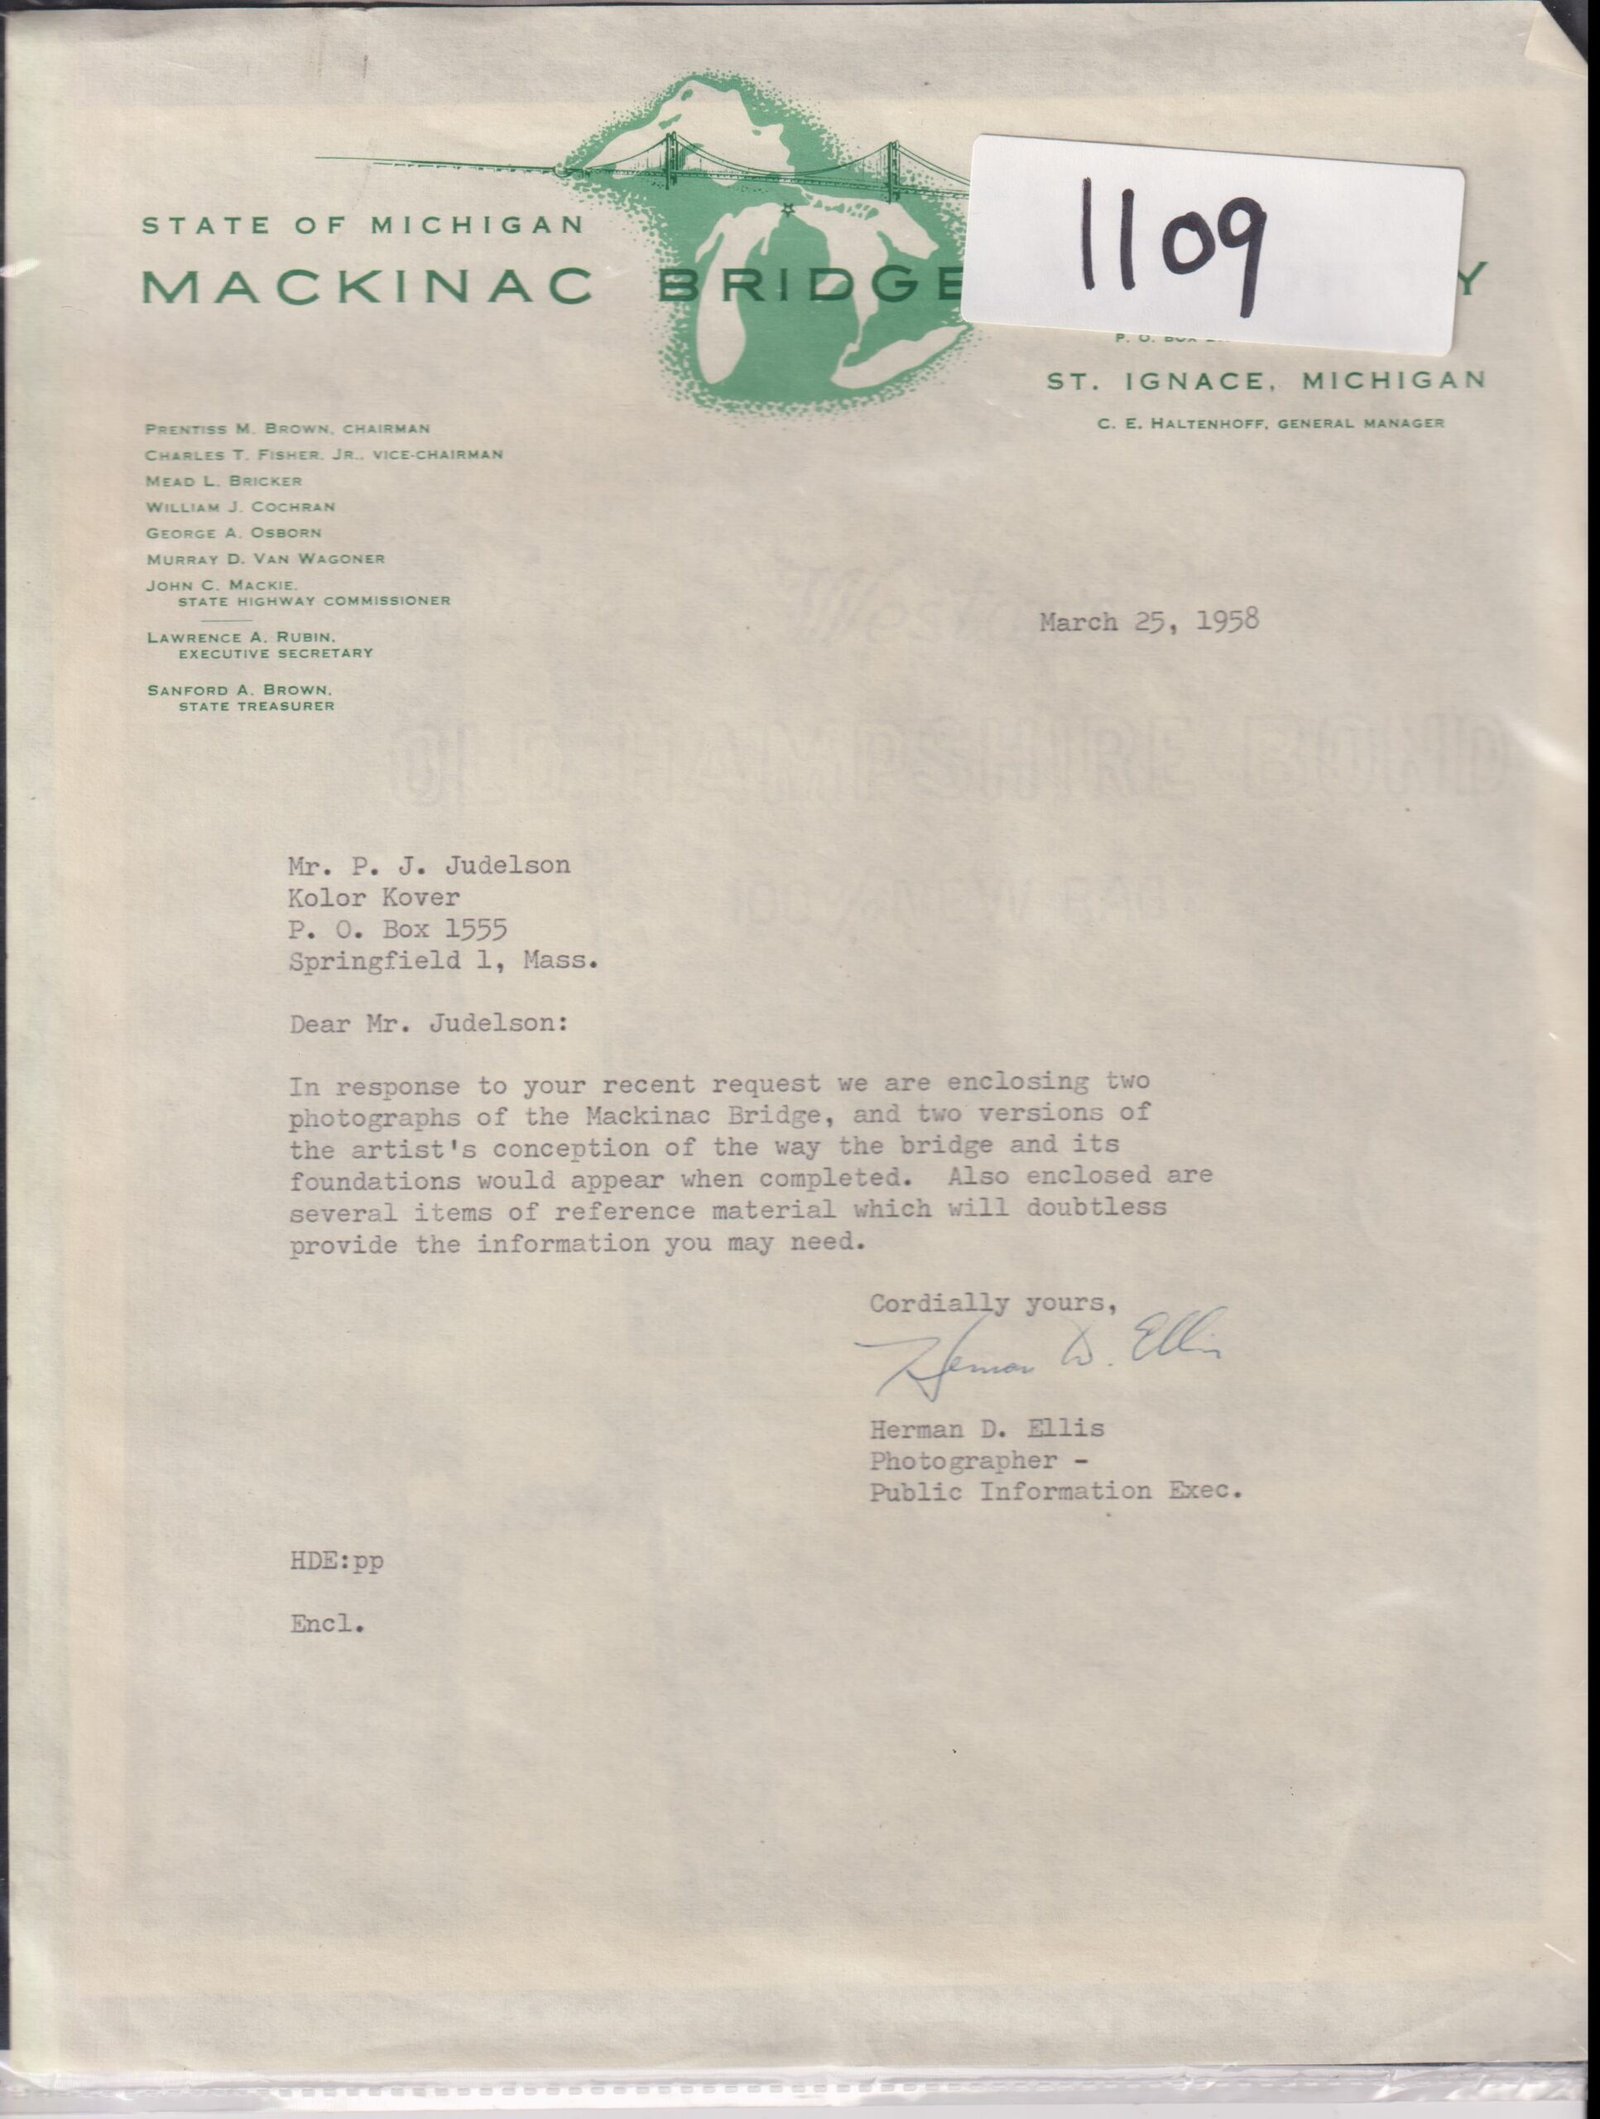 1109
STATE OF MICHIGAN
MACKINAC BRIDGE Y
P. O. BOX
ST. IGNACE, MICHIGAN
C. E. HALTENHOFF, GENERAL MANAGER
PRENTISS M. BROWN, CHAIRMAN
CHARLES T. FISHER, JR., VICE-CHAIRMAN
MEAD L. BRICKER
WILLIAM J. COCHRAN
GEORGE A. OSBORN
MURRAY D. VAN WAGONER
JOHN C. MACKIE,
STATE HIGHWAY COMMISSIONER
LAWRENCE A. RUBIN,
EXECUTIVE SECRETARY
SANFORD A. BROWN,
STATE TREASURER
March 25, 1958
OLD HAMPSHIRE BOND
Mr. P. J. Judelson
Kolor Kover
P. O. Box 1555
Springfield 1, Mass.
Dear Mr. Judelson:
In response to your recent request we are enclosing two
photographs of the Mackinac Bridge, and two versions of
the artist's conception of the way the bridge and its
foundations would appear when completed. Also enclosed are
several items of reference material which will doubtless
provide the information you may need.
Cordially yours,
Herman D. Ellis
Herman D. Ellis
Photographer -
Public Information Exec.
HDE:pp
Encl.